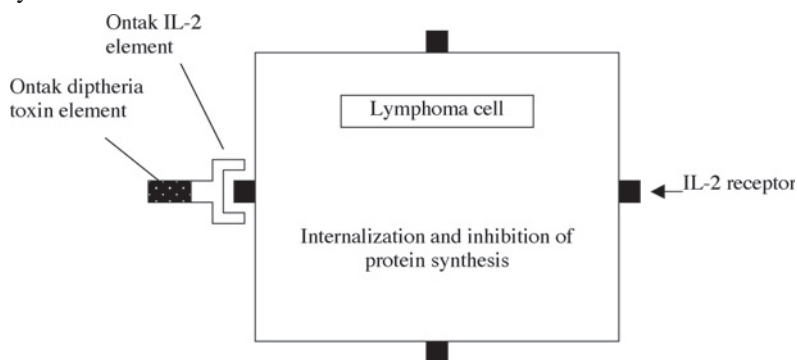 Ontak IL-2
element
Ontak diptheria
toxin element
Lymphoma cell
IL-2 receptor
Internalization and inhibition of
protein synthesis